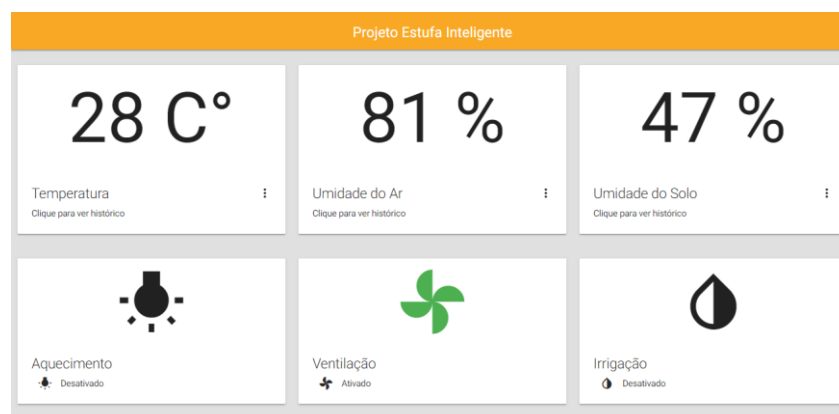 Projeto Estufa Inteligente
28 C°
81 %
47 %
Temperatura
Clique para ver histórico
Umidade do Ar
Clique para ver histórico
Umidade do Solo
Clique para ver histórico
Aquecimento
Desativado
Ventilação
Ativado
Irrigação
Desativado